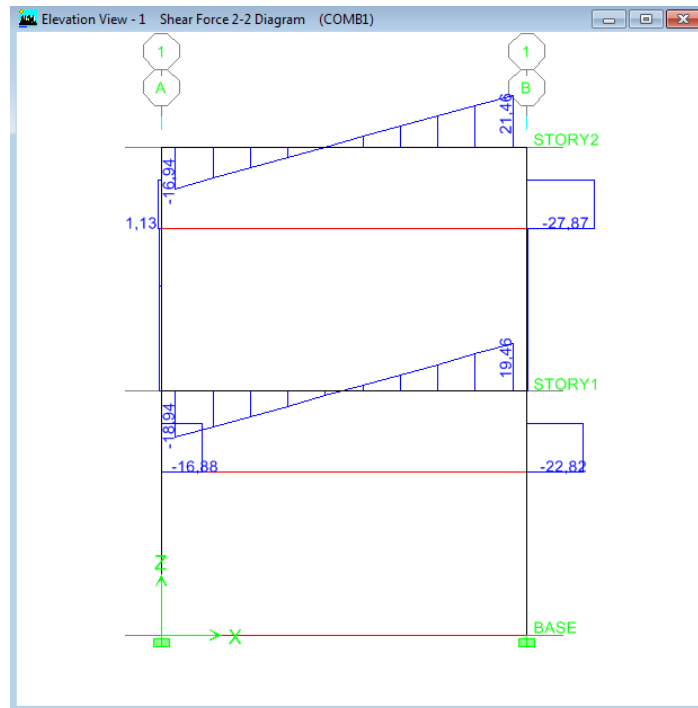 Elevation View - 1 Shear Force 2-2 Diagram (COMB1)
1 1
A B
21,46
STORY2
-16,94
1,13 -27,87
19,46
STORY1
-18,94
-16,88 -22,82
Z
X
BASE